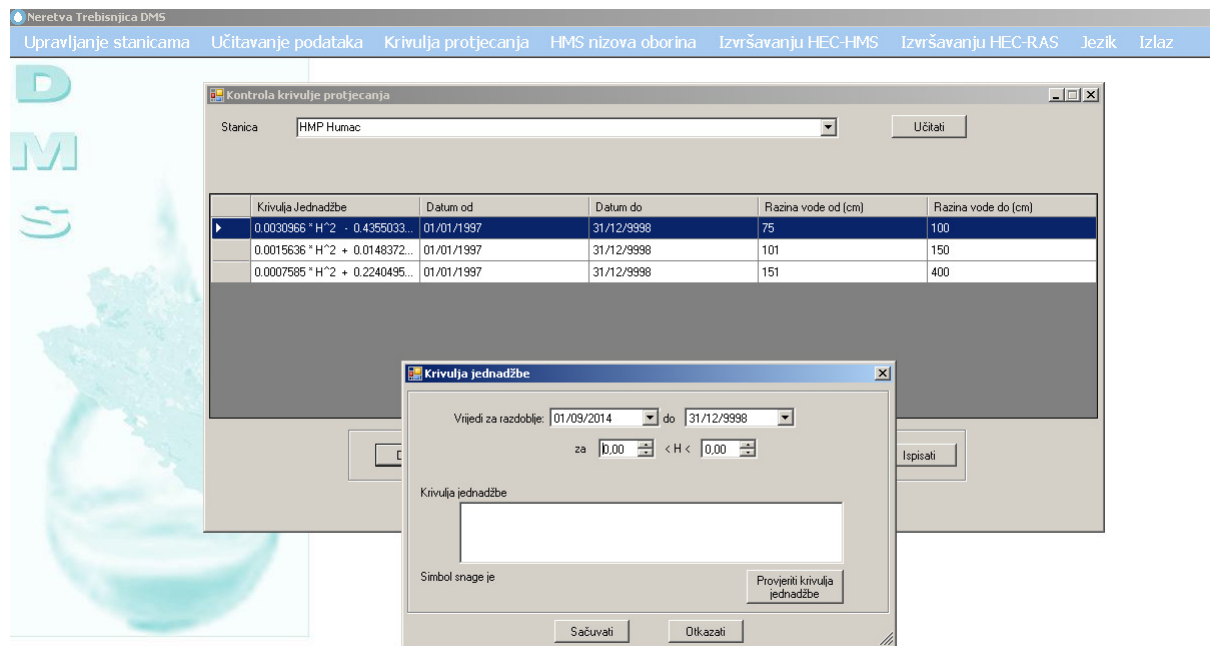 Neretva Trebisnjica DMS
Upravljanje stanicama Učitavanje podataka Krivulja protjecanja HMS nizova oborina Izvršavanju HEC-HMS Izvršavanju HEC-RAS Jezik Izlaz
D
M
S
Kontrola krivulje protjecanja
Stanica HMP Humac Učitati
Krivulja Jednadžbe Datum od Datum do Razina vode od (cm) Razina vode do (cm)
0.0030966 * H^2 - 0.4355033... 01/01/1997 31/12/9998 75 100
0.0015636 * H^2 + 0.0148372... 01/01/1997 31/12/9998 101 150
0.0007585 * H^2 + 0.2240495... 01/01/1997 31/12/9998 151 400
Krivulja jednadžbe
Vrijedi za razdoblje: 01/09/2014 do 31/12/9998
za 0,00 < H < 0,00
Ispisati
Krivulja jednadžbe
Simbol snage je
Provjeriti krivulja
jednadžbe
Sačuvati Otkazati